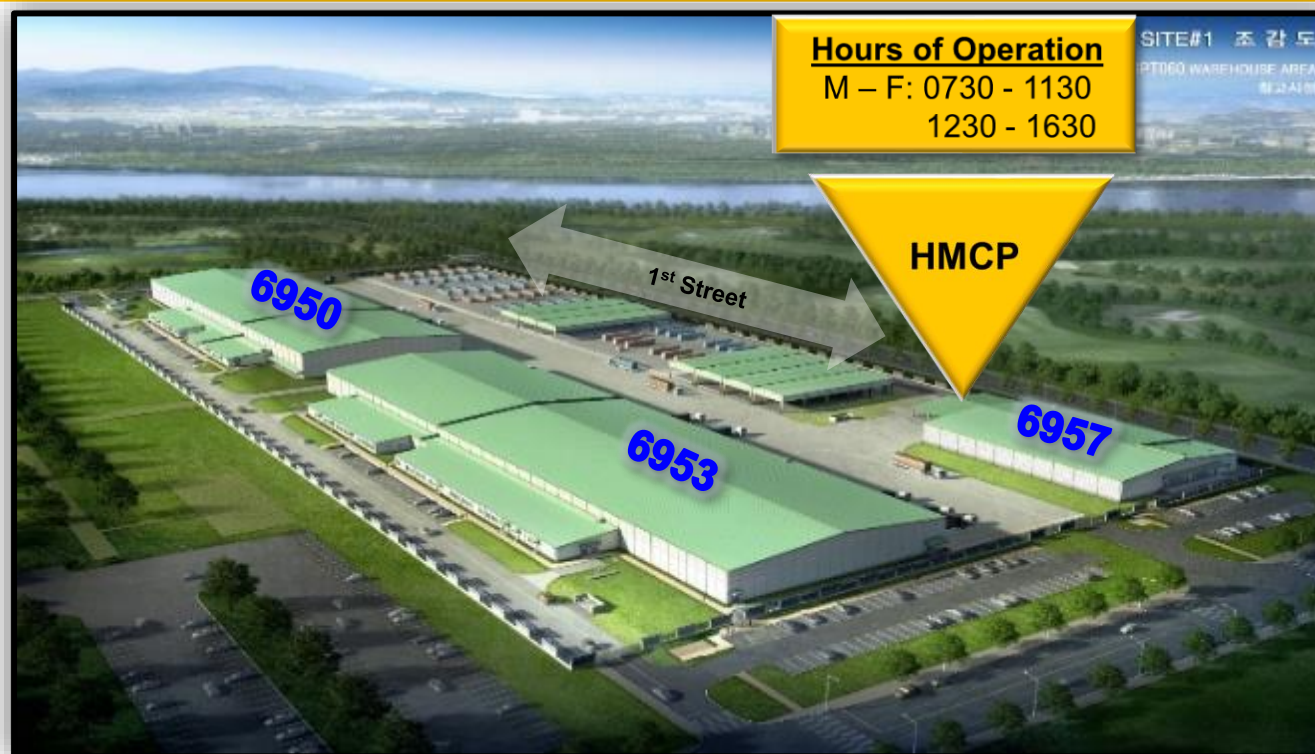 Hours of Operation
M – F: 0730 - 1130
1230 - 1630
SITE#1 조감도
WAREHOUSE AREA
HMCP
1st Street
6950
6953
6957